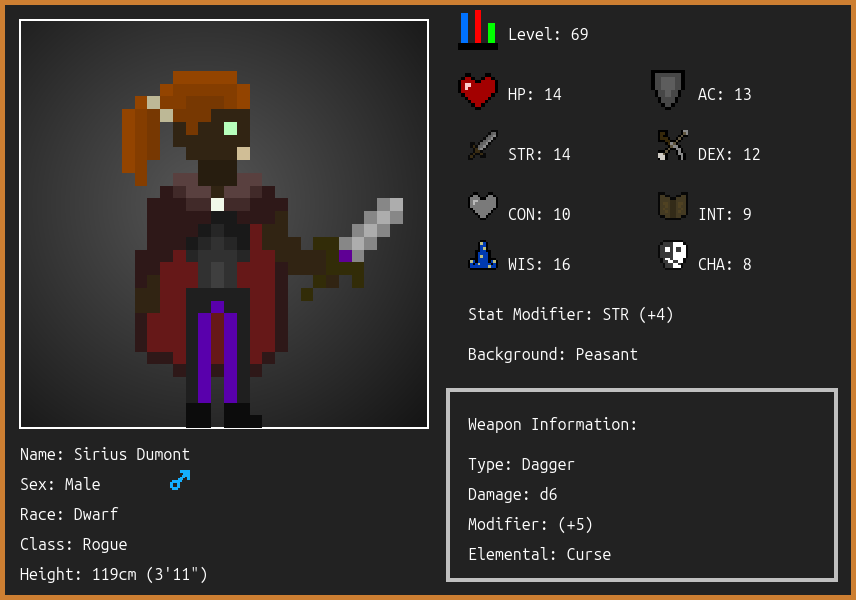 Level: 69
HP: 14
AC: 13
STR: 14
DEX: 12
CON: 10
INT: 9
WIS: 16
CHA: 8
Stat Modifier: STR (+4)
Background: Peasant
Weapon Information:
Type: Dagger
Damage: d6
Modifier: (+5)
Elemental: Curse
Name: Sirius Dumont
Sex: Male
Race: Dwarf
Class: Rogue
Height: 119cm (3'11")